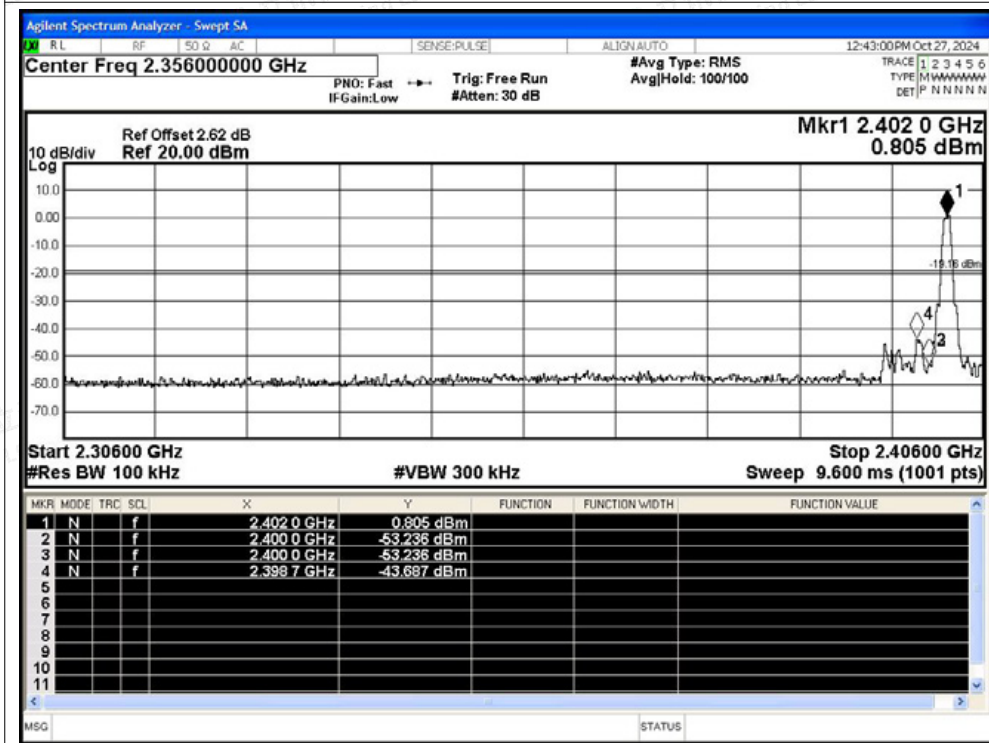 Agilent Spectrum Analyzer - Swept SA
RL RF 50 Ω AC SENSE:PULSE ALIGN AUTO 12:43:00 PM Oct 27, 2024
Center Freq 2.356000000 GHz
PNO: Fast
IFGain:Low
Trig: Free Run
#Atten: 30 dB
#Avg Type: RMS
Avg|Hold: 100/100
TRACE 1 2 3 4 5 6
TYPE M
DET P N N N N N
Ref Offset 2.62 dB
10 dB/div Ref 20.00 dBm
Log
Mkr1 2.402 0 GHz
0.805 dBm
10.0
0.00
-10.0
-20.0
-30.0
-40.0
-50.0
-60.0
-70.0
1
-19.16 dBm
4
3
Start 2.30600 GHz Stop 2.40600 GHz
#Res BW 100 kHz #VBW 300 kHz Sweep 9.600 ms (1001 pts)
MKR MODE TRC SCL X Y FUNCTION FUNCTION WIDTH FUNCTION VALUE
1 N f 2.402 0 GHz 0.805 dBm
2 N f 2.400 0 GHz -53.236 dBm
3 N f 2.400 0 GHz -53.236 dBm
4 N f 2.398 7 GHz -43.687 dBm
5
6
7
8
9
10
11
MSG STATUS